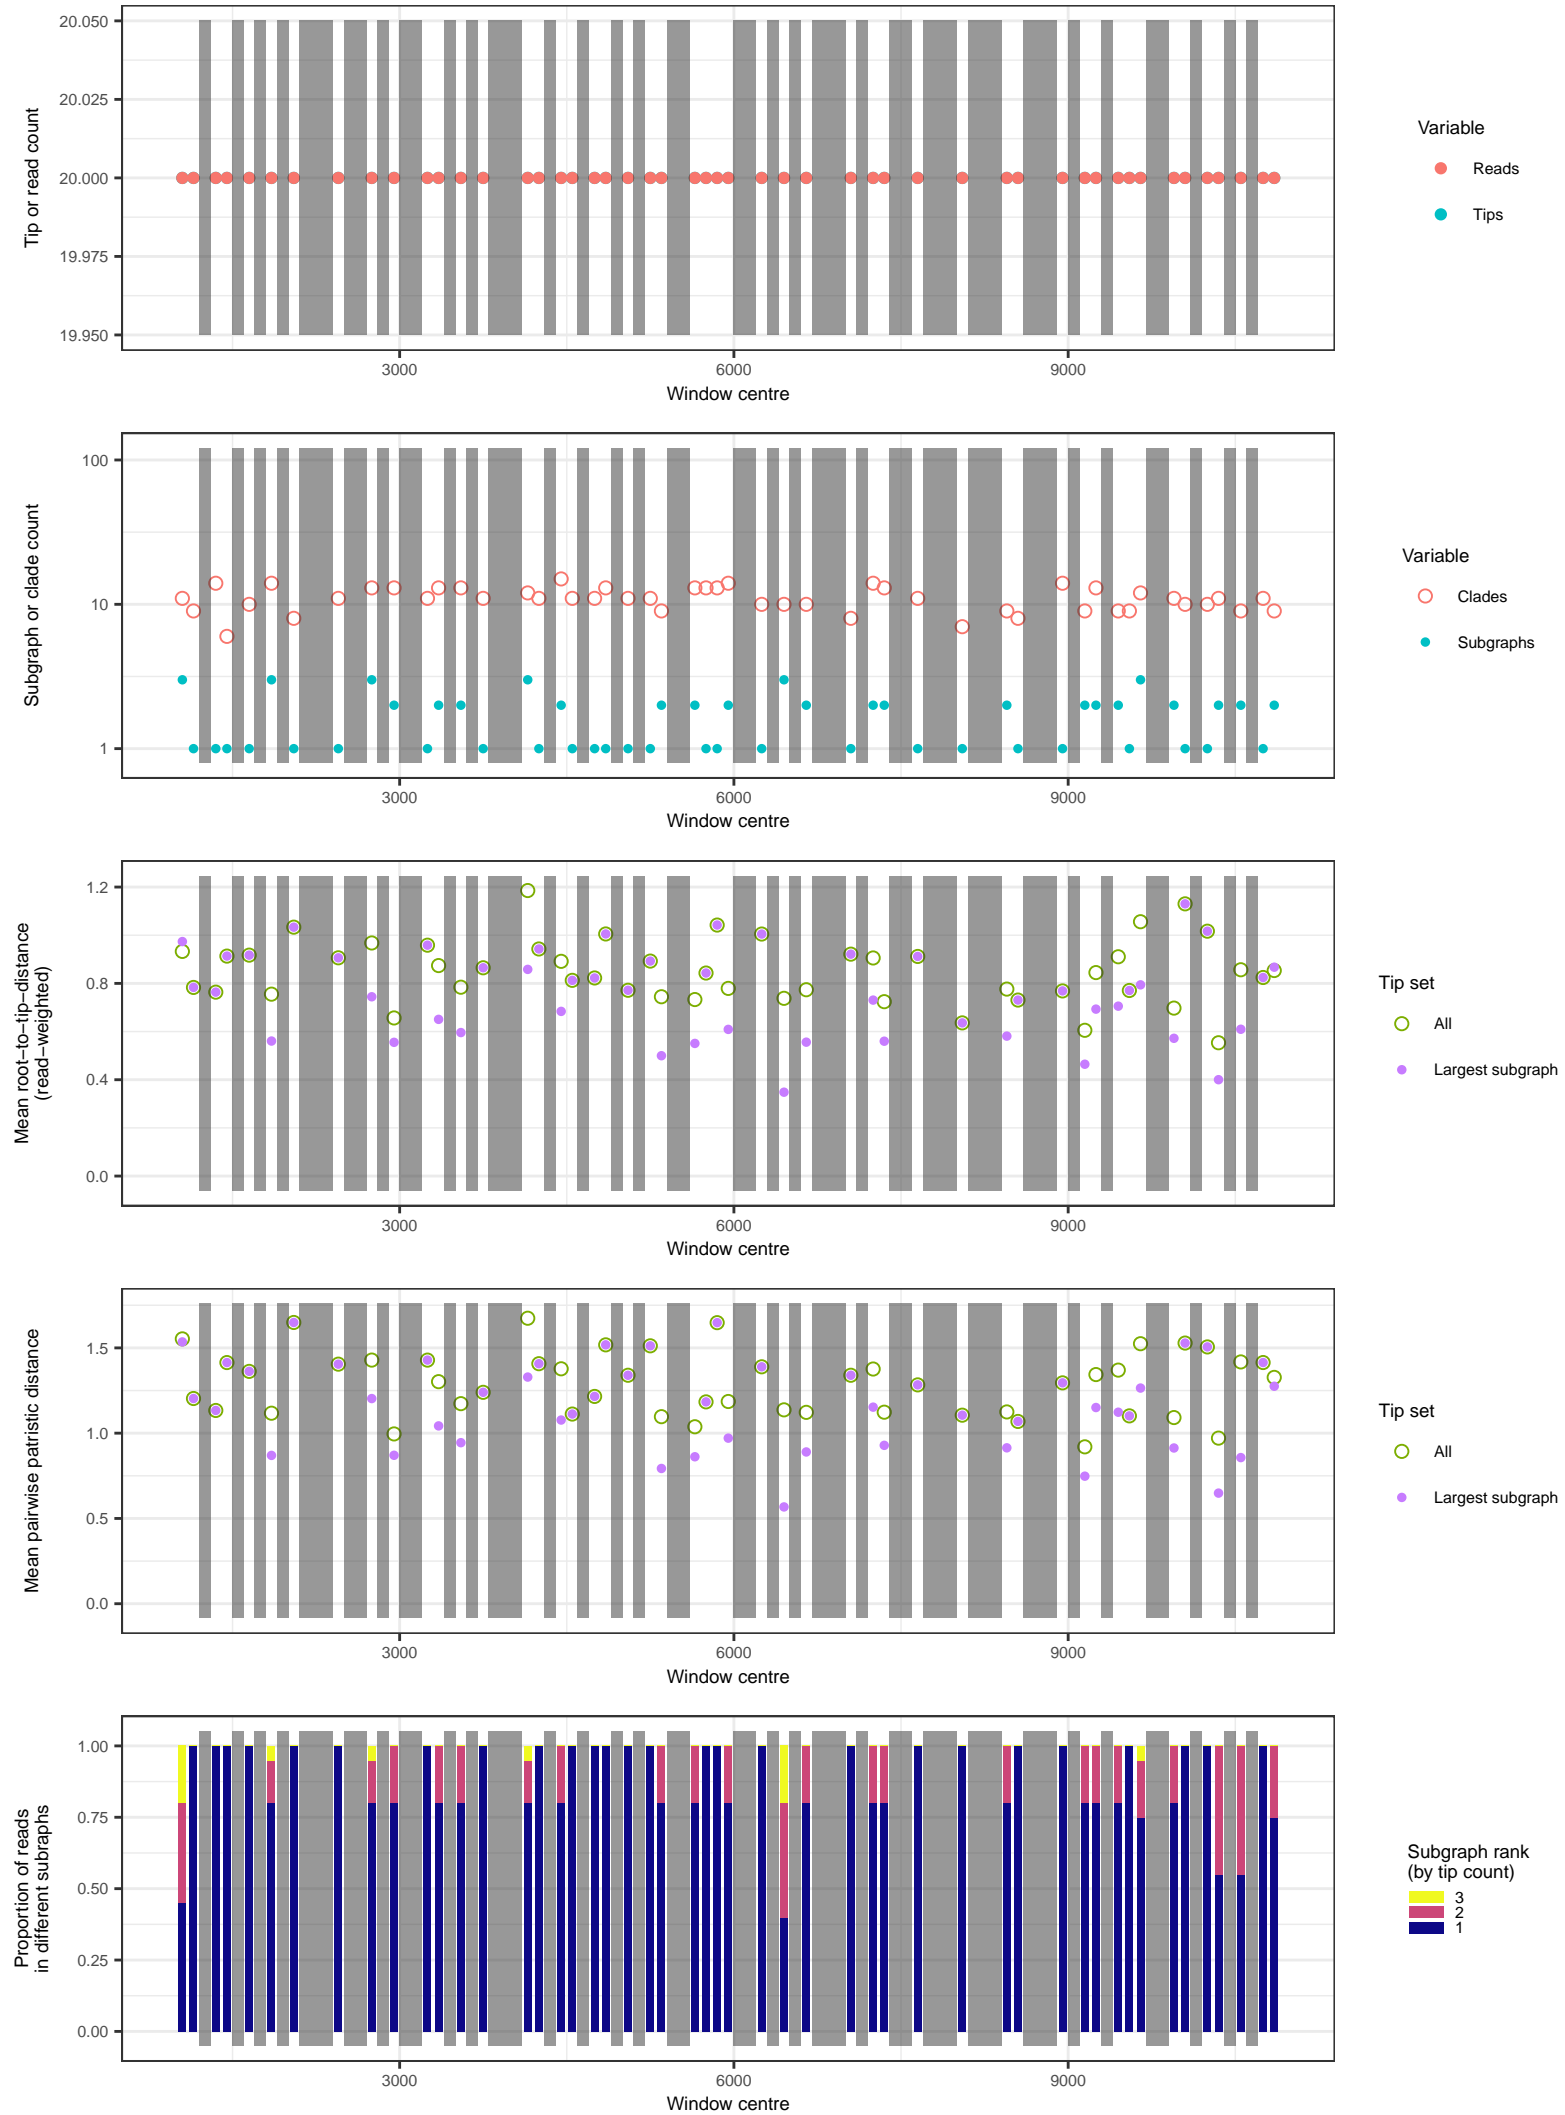 20.050
20.025
20.000
19.975
19.950
Tip or read count
3000
6000
9000
Window centre
Variable
Reads
Tips
100
10
1
Subgraph or clade count
3000
6000
9000
Window centre
Variable
Clades
Subgraphs
1.2
0.8
0.4
0.0
Mean root−to−tip−distance
(read−weighted)
3000
6000
9000
Window centre
Tip set
All
Largest subgraph
1.5
1.0
0.5
0.0
Mean pairwise patristic distance
3000
6000
9000
Window centre
Tip set
All
Largest subgraph
1.00
0.75
0.50
0.25
0.00
Proportion of reads
in different subraphs
3000
6000
9000
Window centre
Subgraph rank
(by tip count)
3
2
1